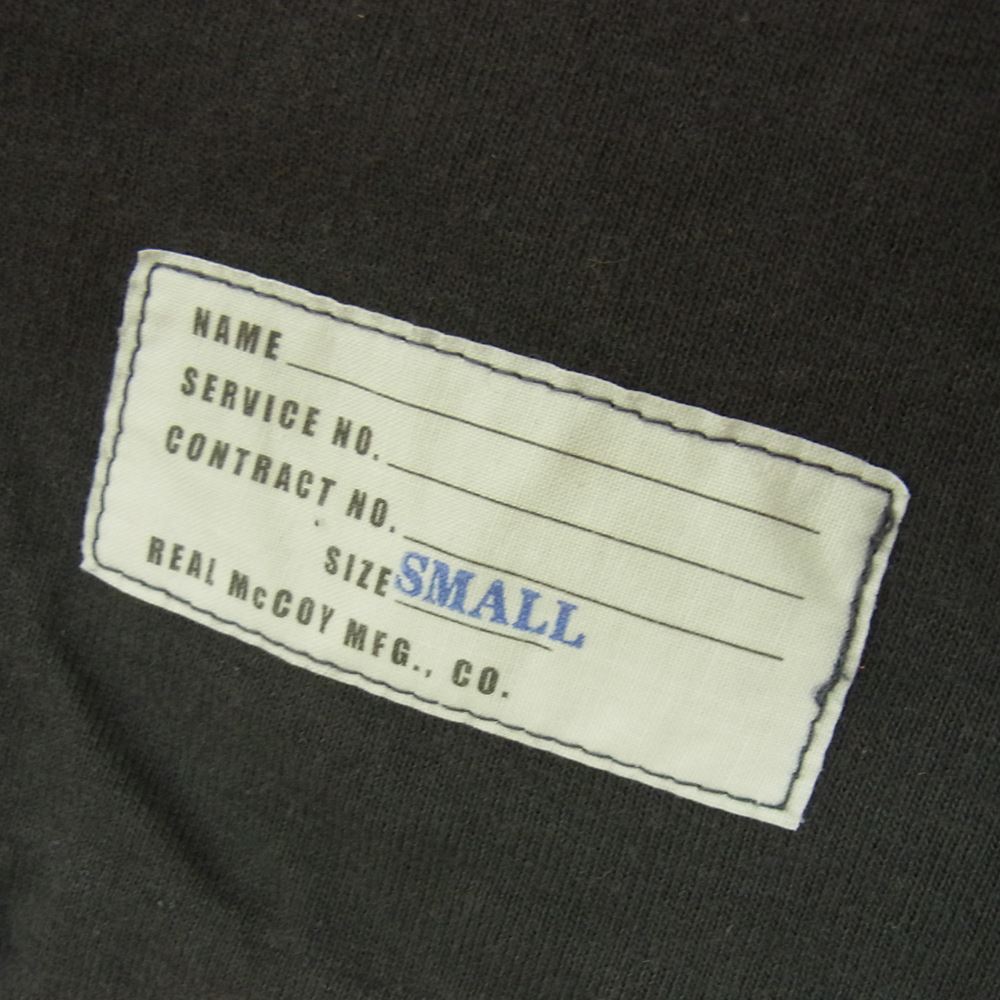 NAME
SERVICE NO.
CONTRACT NO.
SIZE SMALL
REAL McCOY MFG., CO.